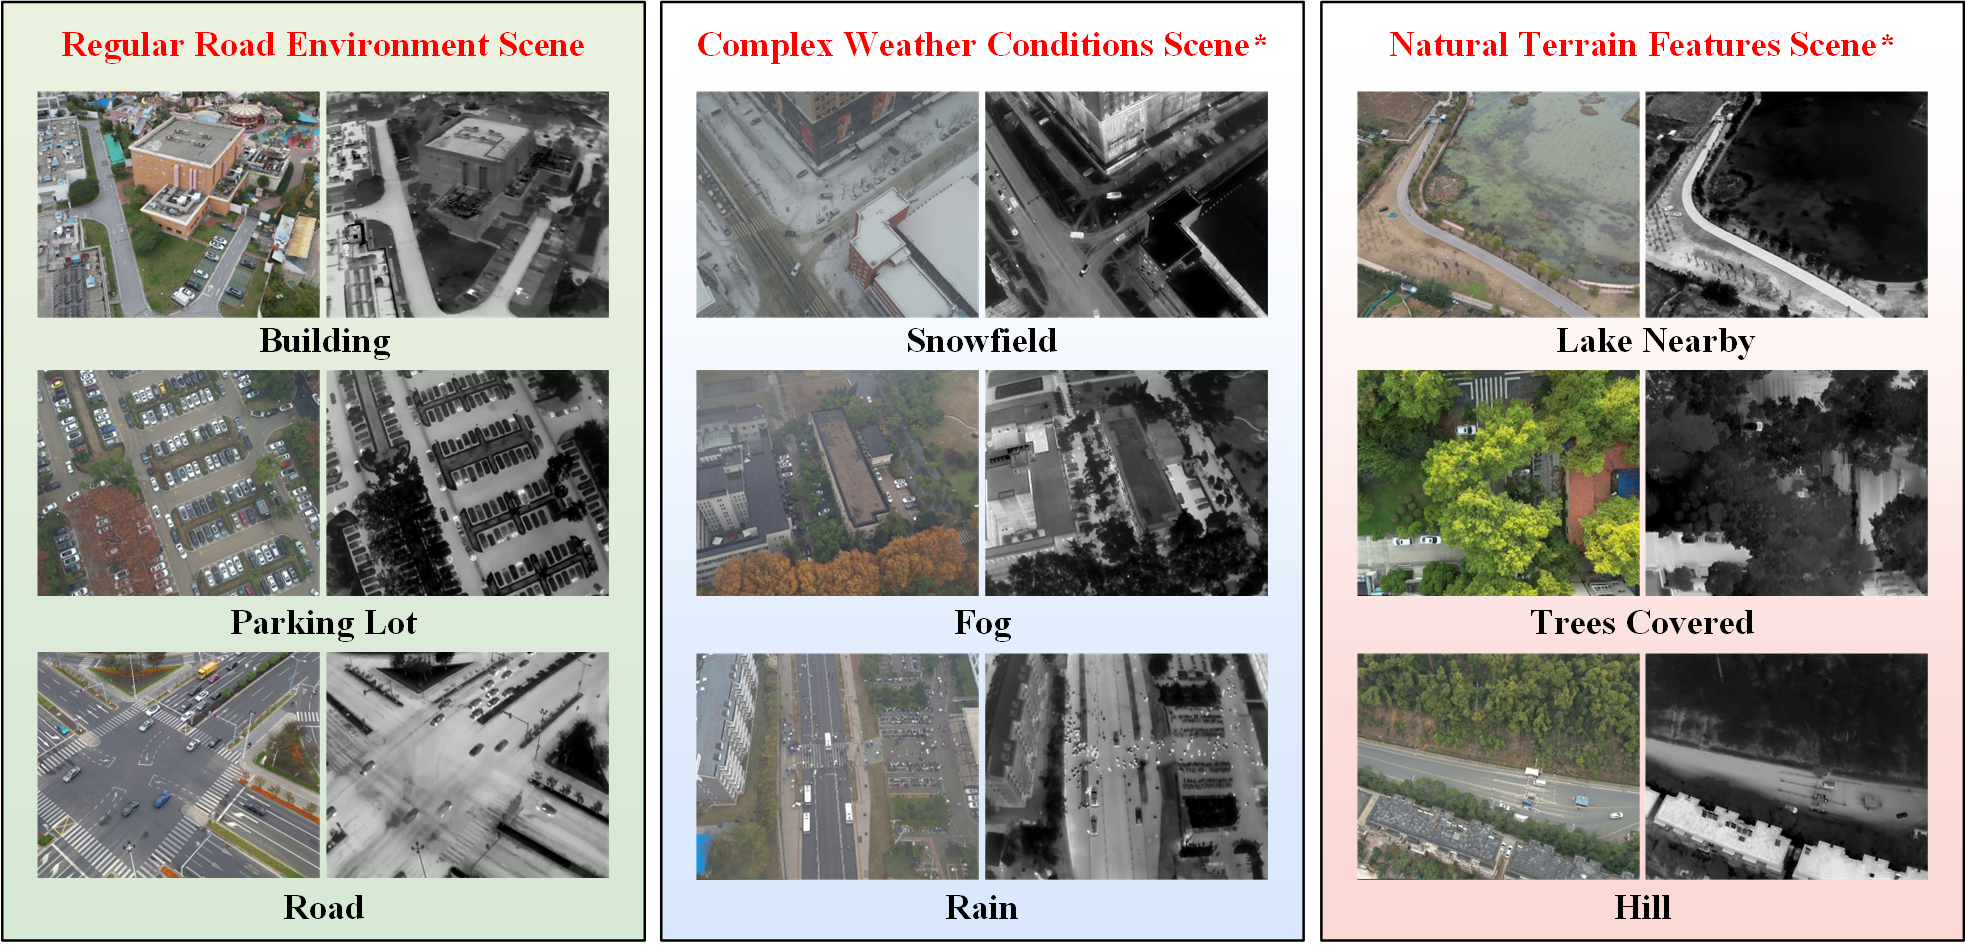 Regular Road Environment Scene
Building
Parking Lot
Road
Complex Weather Conditions Scene*
Snowfield
Fog
Rain
Natural Terrain Features Scene*
Lake Nearby
Trees Covered
Hill